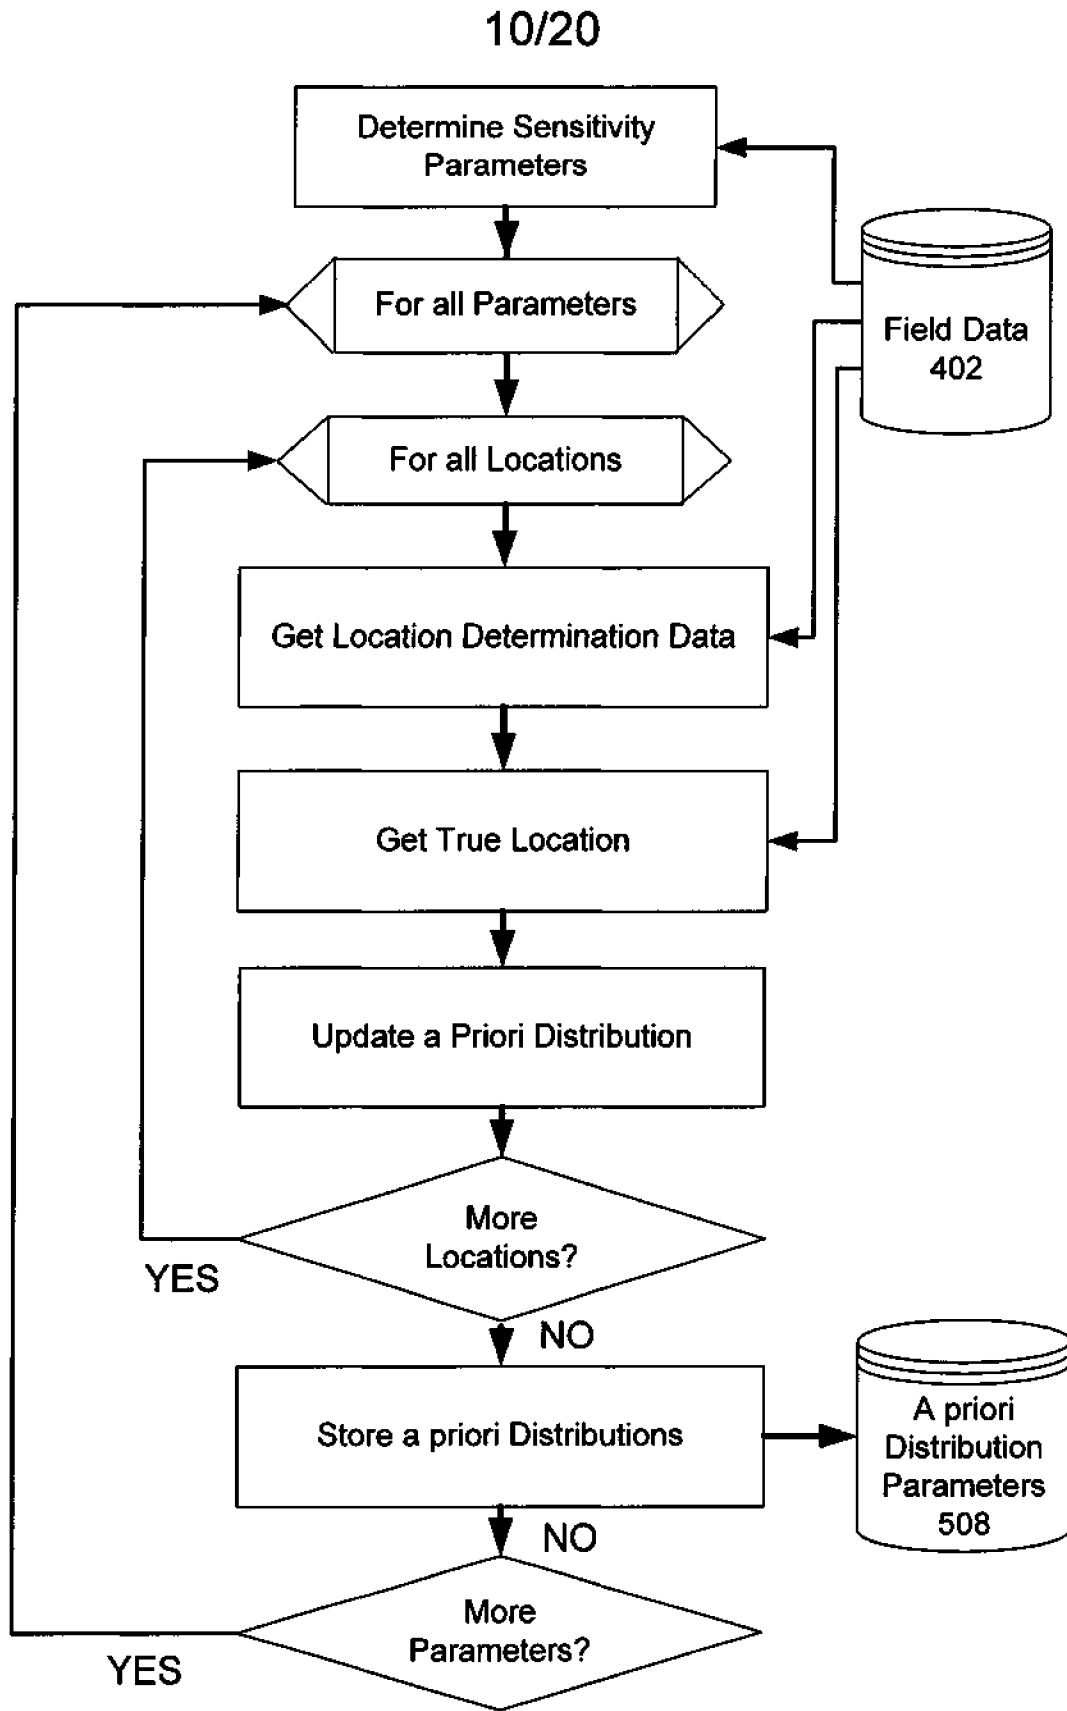 10/20
Determine Sensitivity
Parameters
For all Parameters
Field Data
402
For all Locations
Get Location Determination Data
Get True Location
Update a Priori Distribution
More
Locations?
YES
NO
Store a priori Distributions
A priori
Distribution
Parameters
508
NO
More
Parameters?
YES